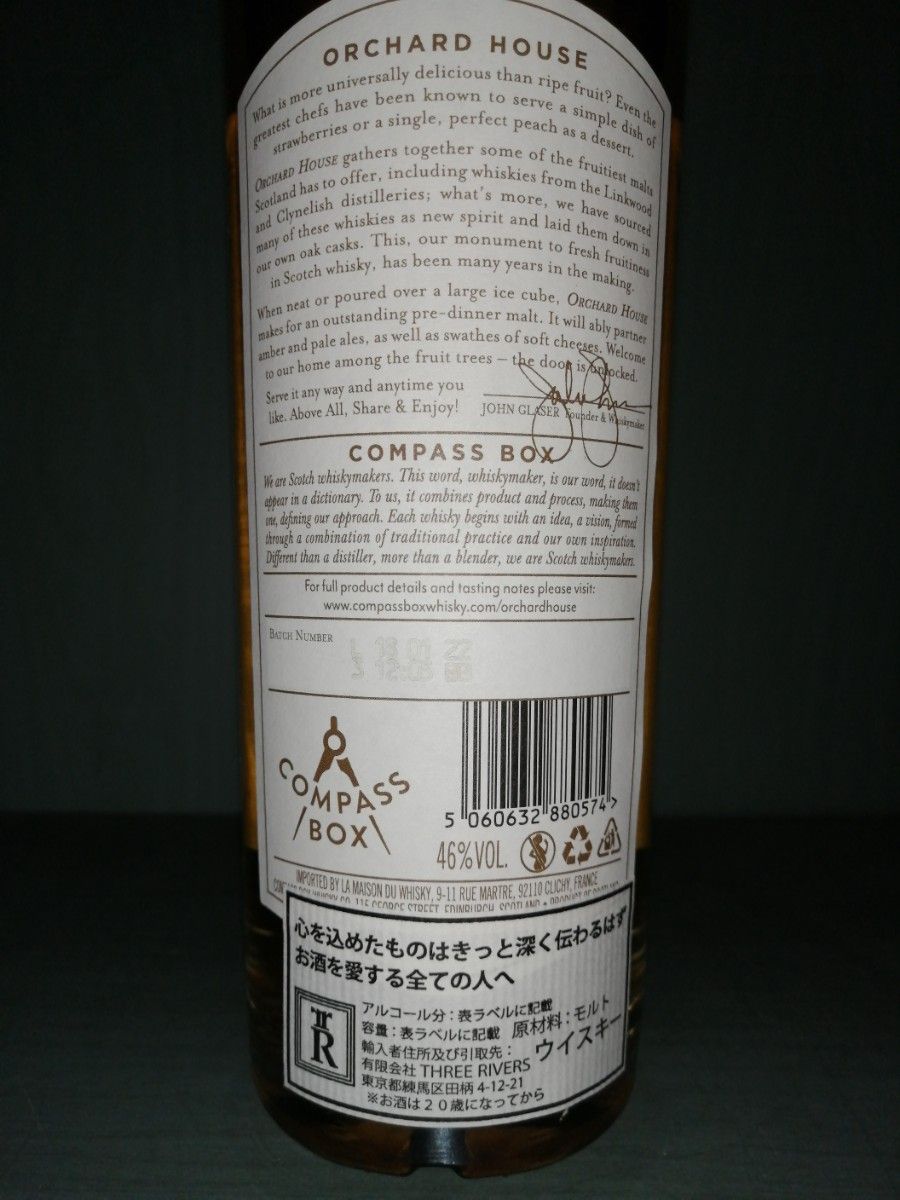 ORCHARD HOUSE
What is more universally delicious than ripe fruit? Even the
greatest chefs have been known to serve a simple dish of
strawberries or a single, perfect peach as a dessert.
ORCHARD HOUSE gathers together some of the fruitiest malts
Scotland has to offer, including whiskies from the Linkwood
and Clynelish distilleries; what's more, we have sourced
many of these whiskies as new spirit and laid them down in
our own oak casks. This, our monument to fresh fruitiness
in Scotch whisky, has been many years in the making.
When neat or poured over a large ice cube, ORCHARD HOUSE
makes for an outstanding pre-dinner malt. It will ably partner
amber and pale ales, as well as swathes of soft cheeses. Welcome
to our home among the fruit trees – the door is unlocked.
Serve it any way and anytime you
like. Above All, Share & Enjoy!
JOHN GLASER Founder & Whiskymaker
COMPASS BOX
We are Scotch whiskymakers. This word, whiskymaker, is our word, it doesn't
appear in a dictionary. To us, it combines product and process, making them
one, defining our approach. Each whisky begins with an idea, a vision, formed
through a combination of traditional practice and our own inspiration.
Different than a distiller, more than a blender, we are Scotch whiskymakers.
For full product details and tasting notes please visit:
www.compassboxwhisky.com/orchardhouse
BATCH NUMBER
L 18 01 22
3 12:05 BB
COMPASS
BOX
5 060632 880574 >
46%VOL.
IMPORTED BY LA MAISON DU WHISKY, 9-11 RUE MARTRE, 92110 CLICHY, FRANCE
115 GEORGE STREET, EDINBURGH, SCOTLAND • PRODUCT OF SCOTLAND
心を込めたものはきっと深く伝わるはず
お酒を愛する全ての人へ
TR
アルコール分：表ラベルに記載
容量：表ラベルに記載 原材料：モルト
ウイスキー
輸入者住所及び引取先：
有限会社 THREE RIVERS
東京都練馬区田柄 4-12-21
※お酒は２０歳になってから